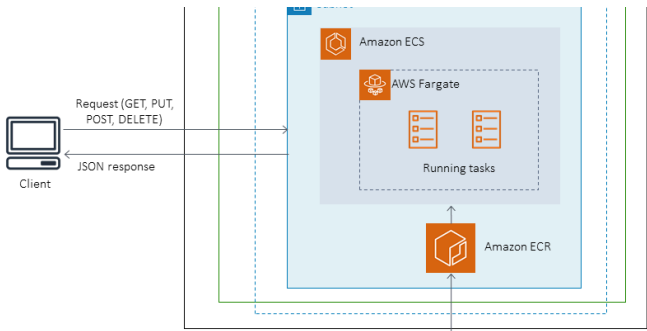 Amazon ECS
AWS Fargate
Request (GET, PUT,
POST, DELETE)
JSON response
Client
Running tasks
Amazon ECR